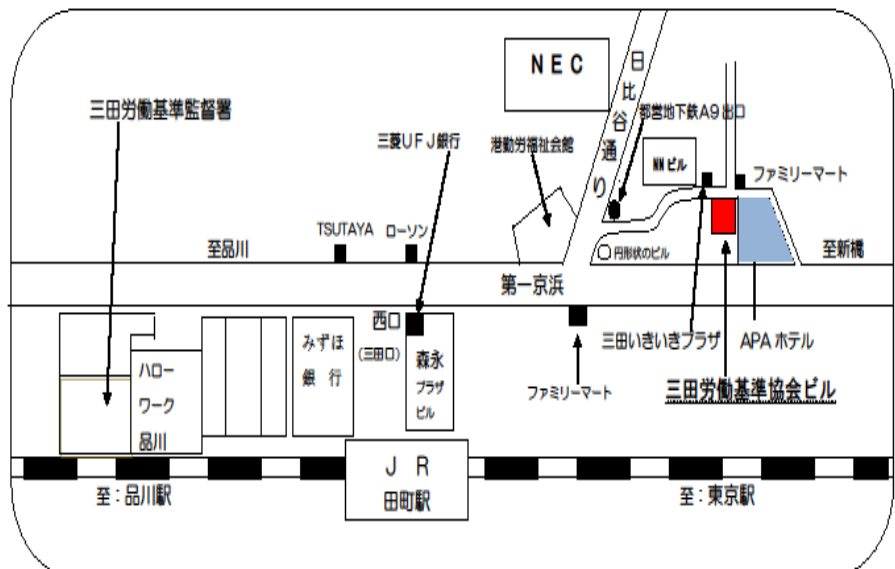 NEC
日比谷通り
三田労働基準監督署
三菱UFJ銀行
港勤労福祉会館
都営地下鉄A9出口
NNビル
ファミリーマート
TSUTAYA
ローソン
至品川
円形状のビル
至新橋
第一京浜
西口
(三田口)
みずほ
銀 行
森永
プラザ
ビル
三田いきいきプラザ
APAホテル
ハロー
ワーク
品川
ファミリーマート
三田労働基準協会ビル
JR
田町駅
至:品川駅
至:東京駅